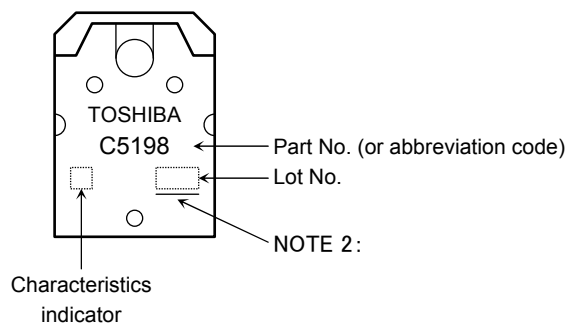 TOSHIBA
C5198
Part No. (or abbreviation code)
Lot No.
NOTE 2:
Characteristics
indicator